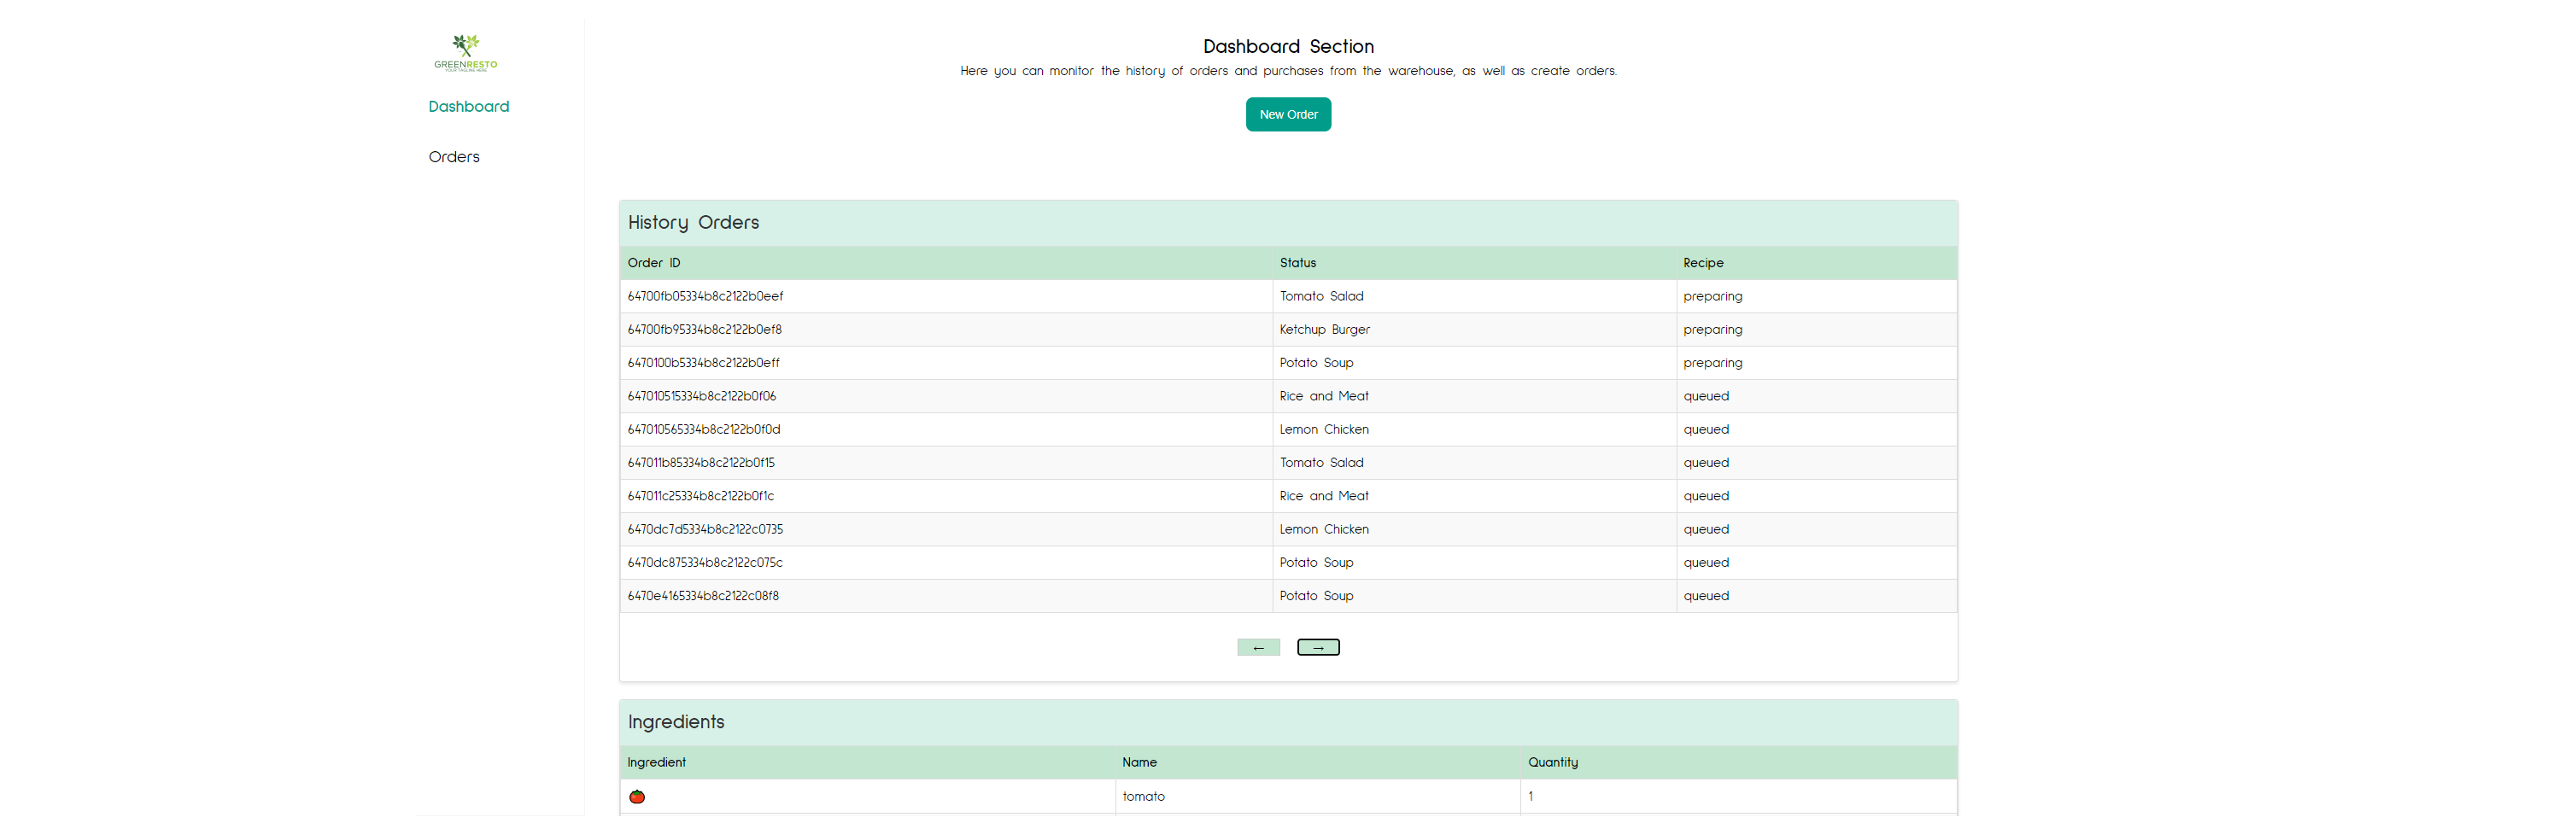 GREENRESTO
YOUR TAGLINE HERE
Dashboard
Orders
Dashboard Section
Here you can monitor the history of orders and purchases from the warehouse, as well as create orders.
New Order
History Orders
Order ID Status Recipe
64700fb05334b8c2122b0eef Tomato Salad preparing
64700fb95334b8c2122b0ef8 Ketchup Burger preparing
6470100b5334b8c2122b0eff Potato Soup preparing
647010515334b8c2122b0f06 Rice and Meat queued
647010565334b8c2122b0f0d Lemon Chicken queued
647011b85334b8c2122b0f15 Tomato Salad queued
647011c25334b8c2122b0f1c Rice and Meat queued
6470dc7d5334b8c2122c0735 Lemon Chicken queued
6470dc875334b8c2122c075c Potato Soup queued
6470e4165334b8c2122c08f8 Potato Soup queued
← →
Ingredients
Ingredient Name Quantity
tomato 1